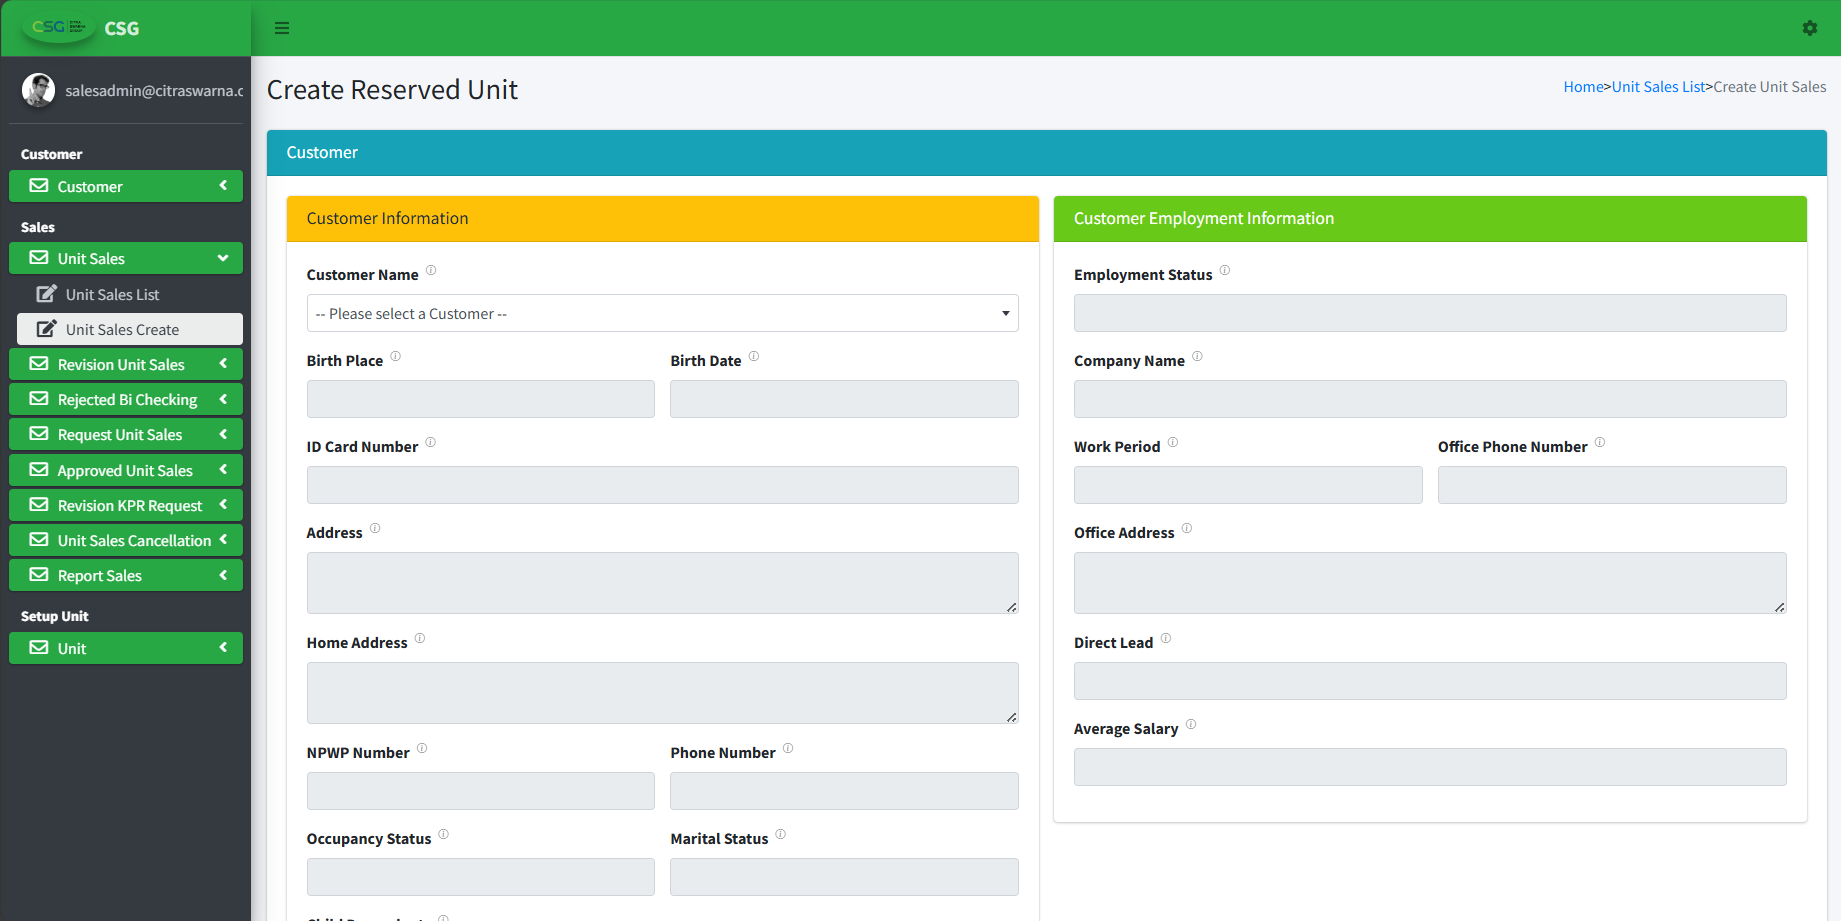 CSG
CITRA
SWARNA
GROUP
CSG
salesadmin@citraswarna.c
Customer
Customer
Sales
Unit Sales
Unit Sales List
Unit Sales Create
Revision Unit Sales
Rejected Bi Checking
Request Unit Sales
Approved Unit Sales
Revision KPR Request
Unit Sales Cancellation
Report Sales
Setup Unit
Unit
Create Reserved Unit
Home>Unit Sales List>Create Unit Sales
Customer
Customer Information
Customer Name
-- Please select a Customer --
Birth Place
Birth Date
ID Card Number
Address
Home Address
NPWP Number
Phone Number
Occupancy Status
Marital Status
Customer Employment Information
Employment Status
Company Name
Work Period
Office Phone Number
Office Address
Direct Lead
Average Salary